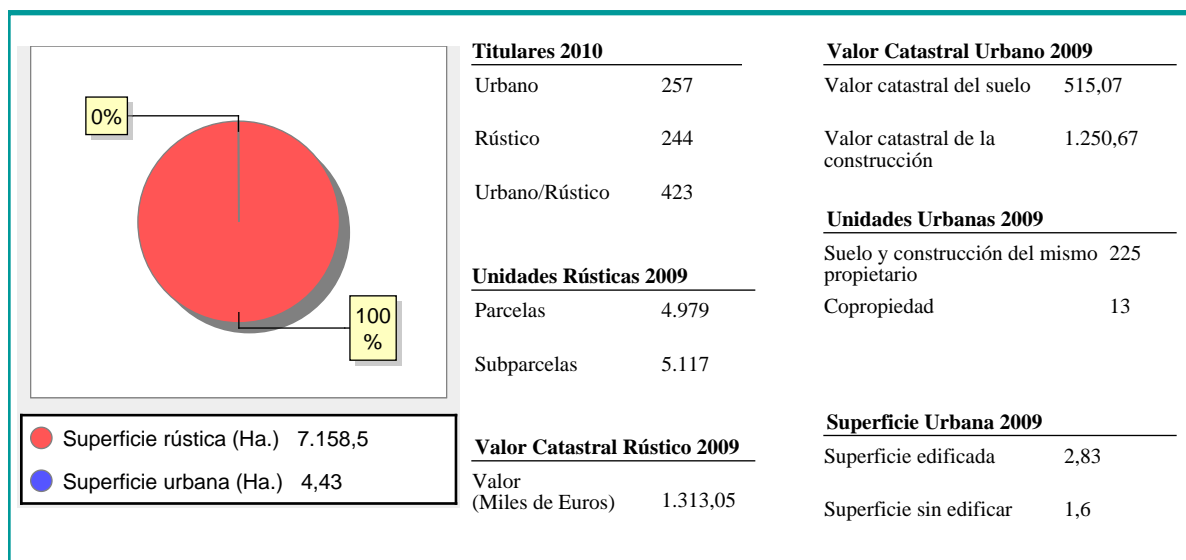 0%
100
%
Superficie rústica (Ha.) 7.158,5
Superficie urbana (Ha.) 4,43
Titulares 2010
Urbano 257
Rústico 244
Urbano/Rústico 423
Unidades Rústicas 2009
Parcelas 4.979
Subparcelas 5.117
Valor Catastral Rústico 2009
Valor
(Miles de Euros) 1.313,05
Valor Catastral Urbano 2009
Valor catastral del suelo 515,07
Valor catastral de la 1.250,67
construcción
Unidades Urbanas 2009
Suelo y construcción del mismo 225
propietario
Copropiedad 13
Superficie Urbana 2009
Superficie edificada 2,83
Superficie sin edificar 1,6